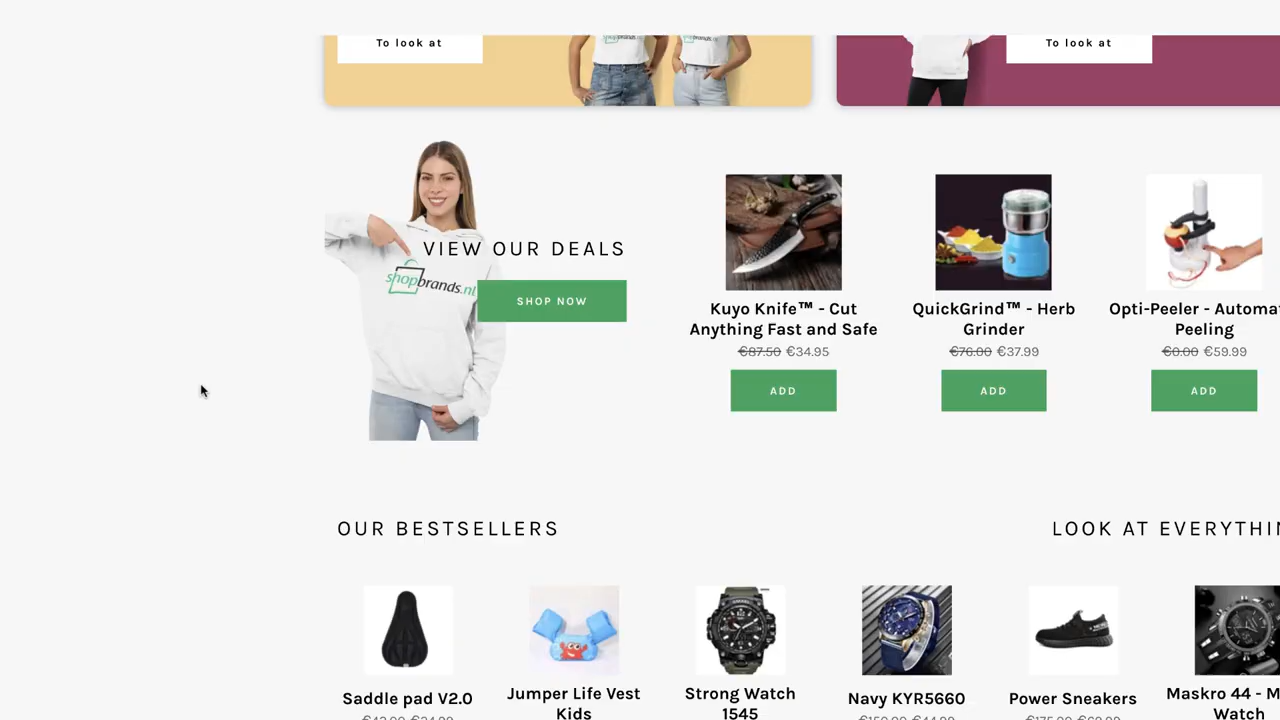 To look at
To look at
VIEW OUR DEALS
shopbrands.nl
SHOP NOW
Kuyo Knife™ - Cut
Anything Fast and Safe
€87.50 €34.95
ADD
QuickGrind™ - Herb
Grinder
€76.00 €37.99
ADD
Opti-Peeler - Automa
Peeling
€0.00 €59.99
ADD
OUR BESTSELLERS
LOOK AT EVERYTHIN
Saddle pad V2.0
Jumper Life Vest
Kids
Strong Watch
1545
Navy KYR5660
Power Sneakers
Maskro 44 - M
Watch